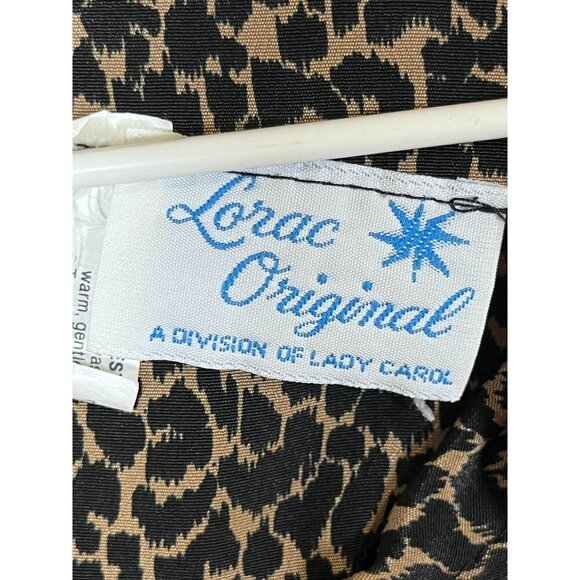 Lorac
Original
A DIVISION OF LADY CAROL
warm, gentl